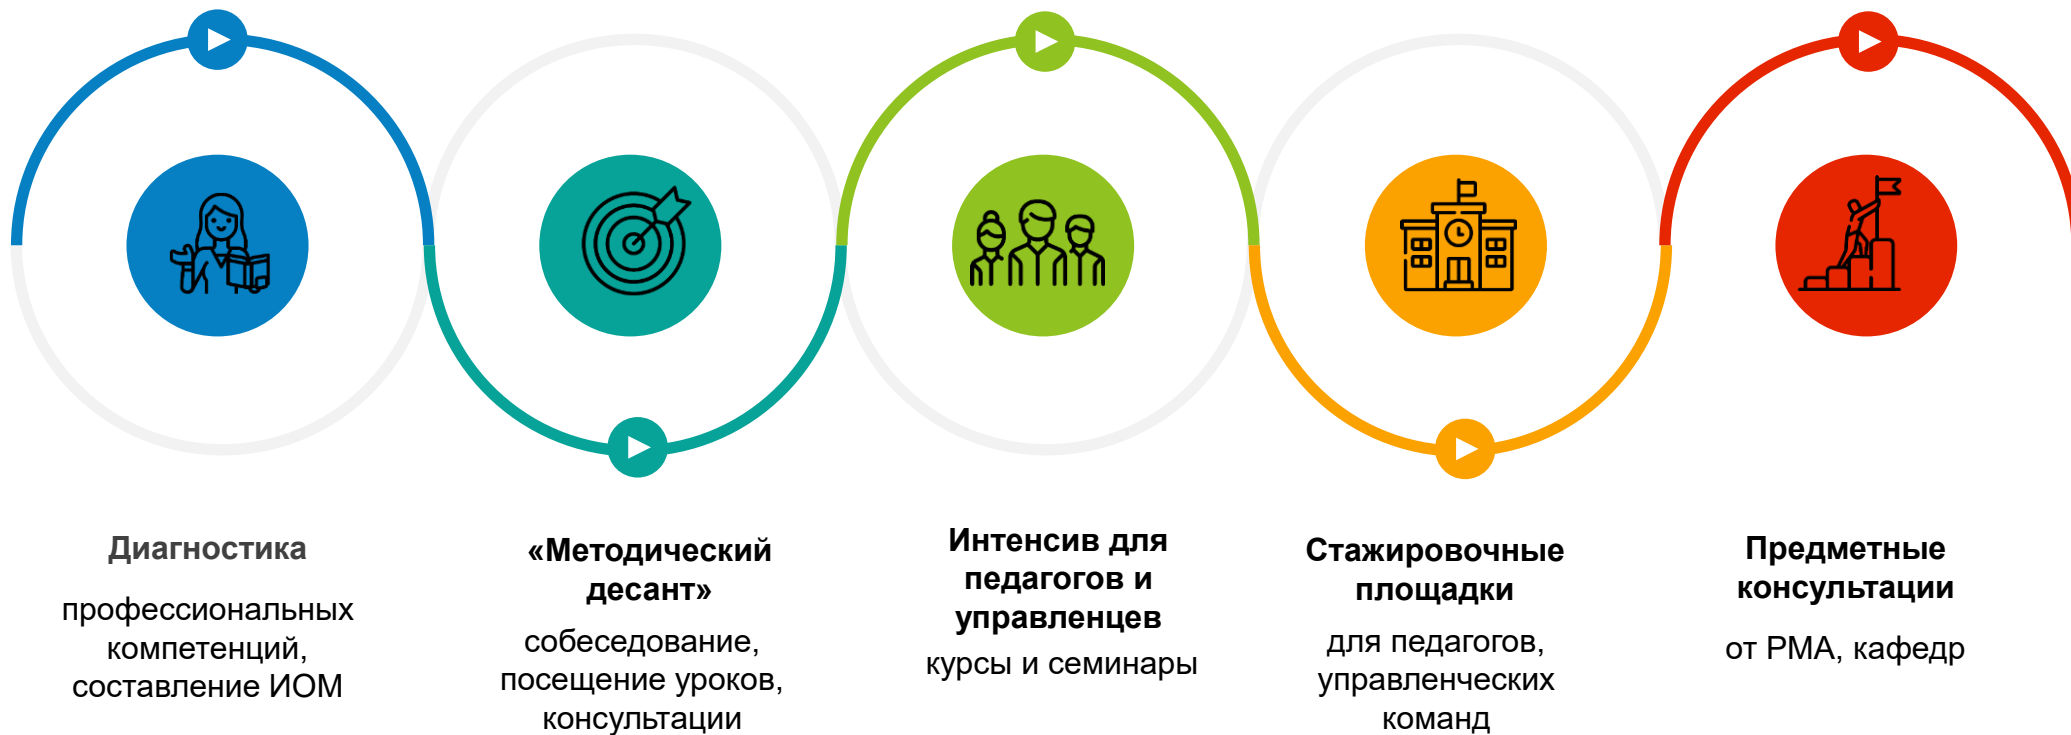 Диагностика
профессиональных
компетенций,
составление ИОМ
«Методический
десант»
собеседование,
посещение уроков,
консультации
Интенсив для
педагогов и
управленцев
курсы и семинары
Стажировочные
площадки
для педагогов,
управленческих
команд
Предметные
консультации
от РМА, кафедр